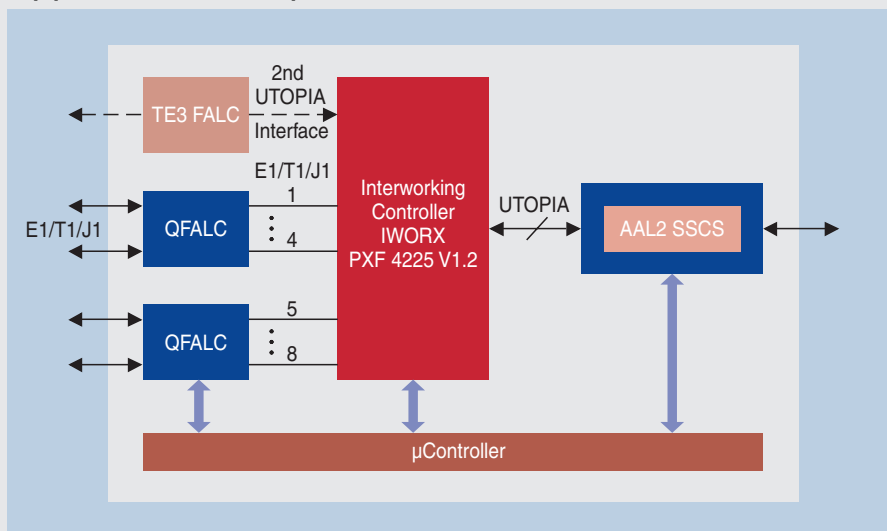 2nd
UTOPIA
Interface
TE3 FALC
E1/T1/J1
1
4
E1/T1/J1
QFALC
5
8
QFALC
Interworking
Controller
IWORX
PXF 4225 V1.2
UTOPIA
AAL2 SSCS
µController